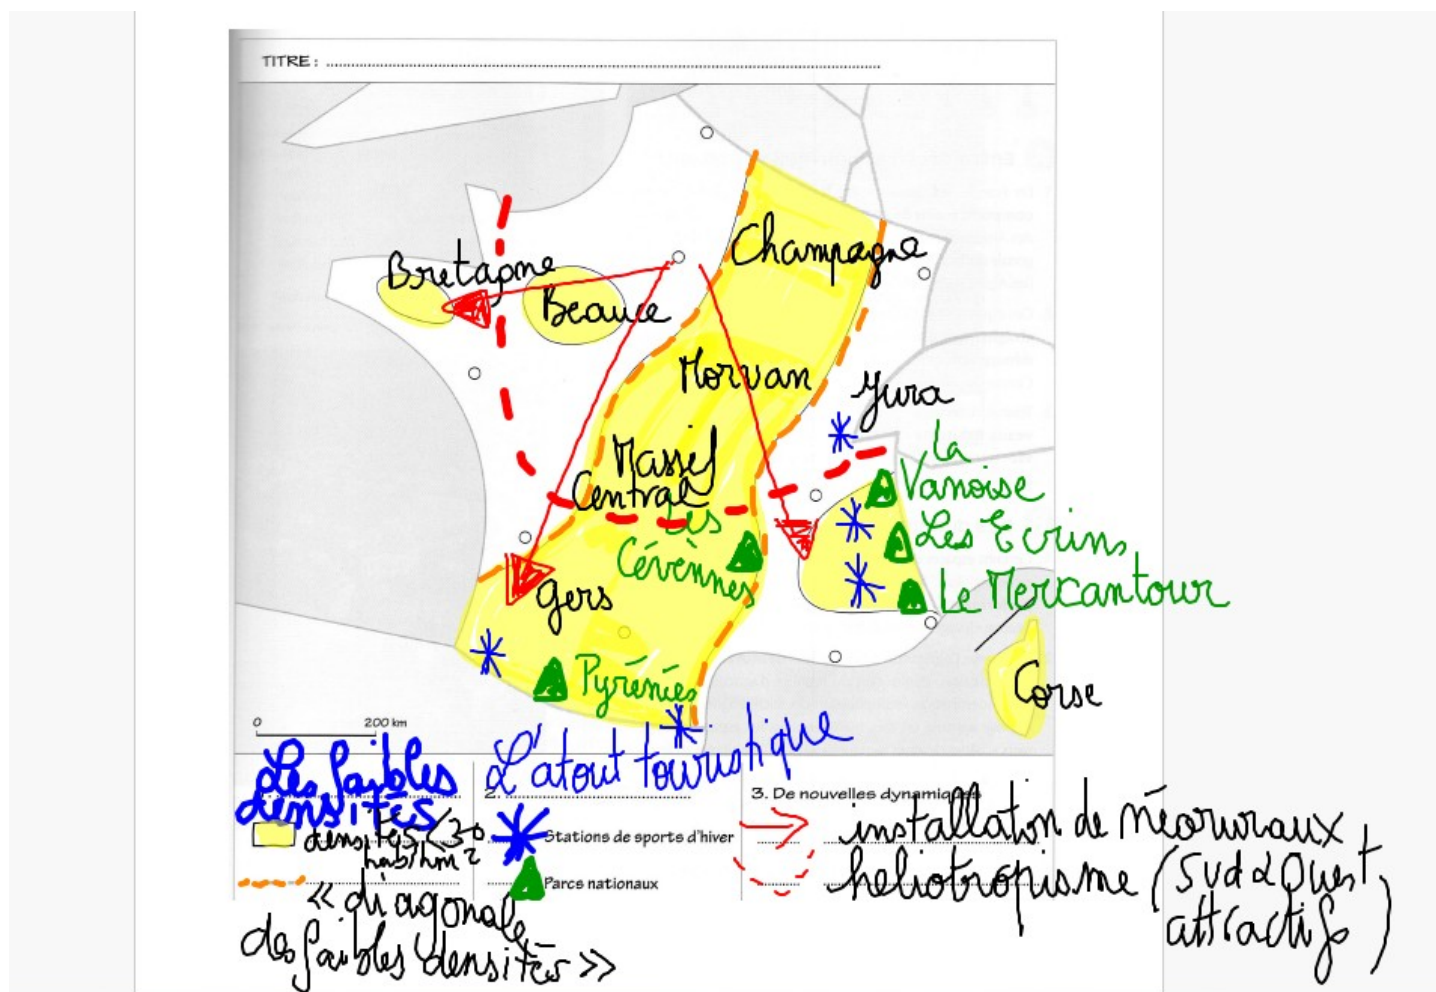 TITRE :
Champagne
Bretagne
Beauce
Morvan
Jura
La
Vanoise
Massif
Central
Les
Cévènnes
Les Ecrins
Le Mercantour
Gers
Pyrénées
Corse
0 200 km
Les faibles
densités
densités < 30
hab/km²
« diagonale
des faibles densités »
2. L'atout touristique
Stations de sports d'hiver
Parcs nationaux
3. De nouvelles dynamiques
installation de néoruraux
heliotropisme (sud & Ouest
attractifs)